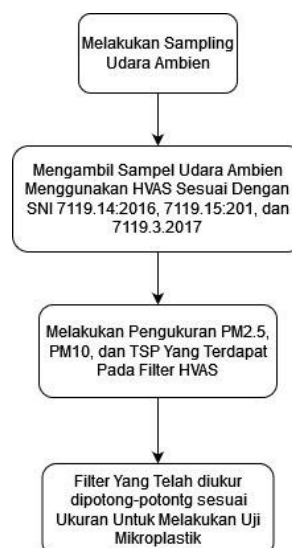 Melakukan Sampling
Udara Ambien
Mengambil Sampel Udara Ambien
Menggunakan HVAS Sesuai Dengan
SNI 7119.14:2016, 7119.15:201, dan
7119.3.2017
Melakukan Pengukuran PM2.5,
PM10, dan TSP Yang Terdapat
Pada Filter HVAS
Filter Yang Telah diukur
dipotong-potontg sesuai
Ukuran Untuk Melakukan Uji
Mikroplastik